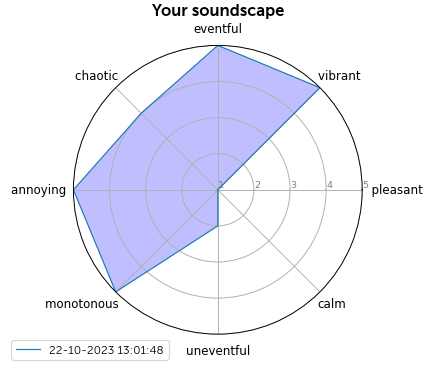 Your soundscape
eventful
chaotic
vibrant
annoying
1 2 3 4 5
pleasant
monotonous
calm
22-10-2023 13:01:48
uneventful